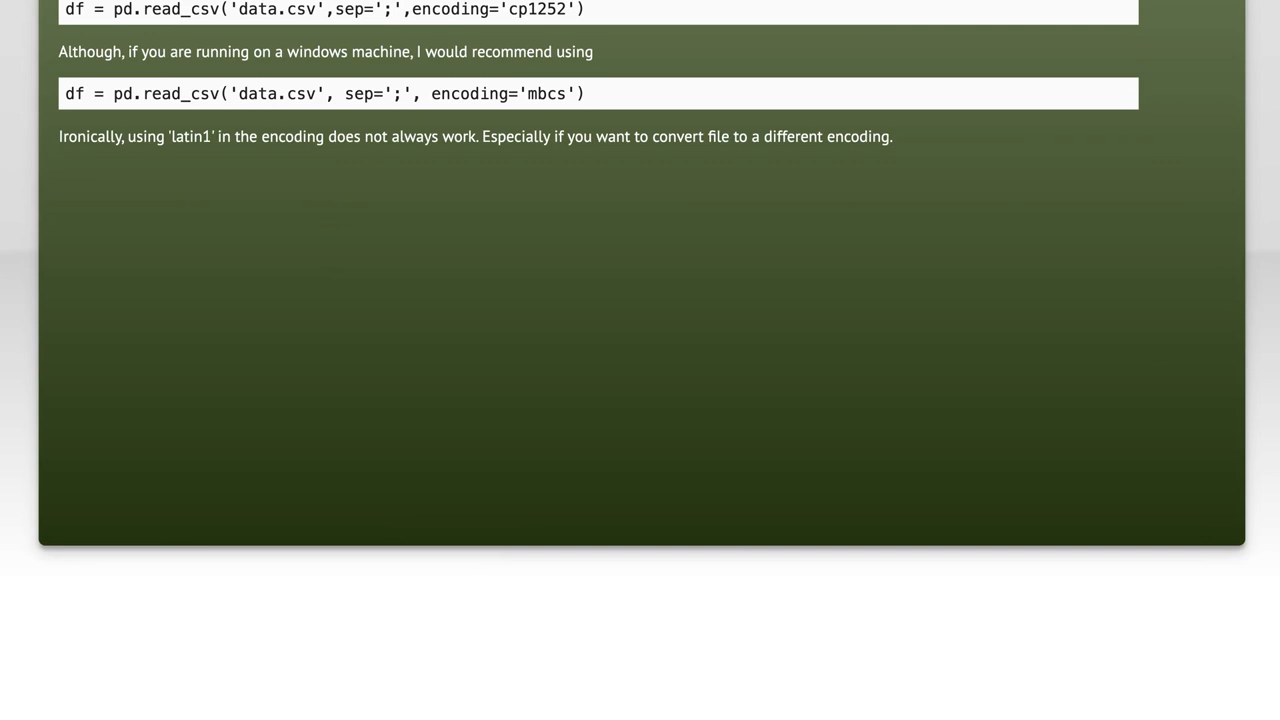 df = pd.read_csv('data.csv',sep=';',encoding='cp1252')
Although, if you are running on a windows machine, I would recommend using
df = pd.read_csv('data.csv', sep=';', encoding='mbcs')
Ironically, using 'latin1' in the encoding does not always work. Especially if you want to convert file to a different encoding.